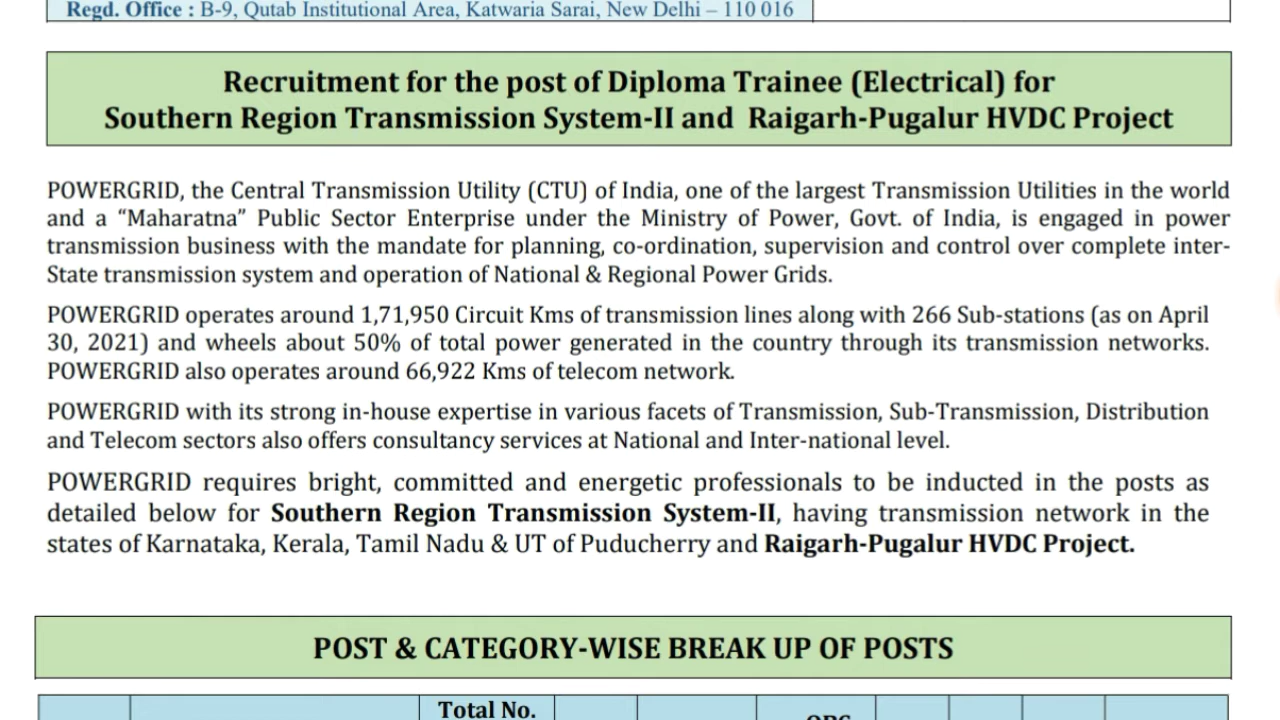 Regd. Office : B-9, Qutab Institutional Area, Katwaria Sarai, New Delhi – 110 016
Recruitment for the post of Diploma Trainee (Electrical) for
Southern Region Transmission System-II and Raigarh-Pugalur HVDC Project
POWERGRID, the Central Transmission Utility (CTU) of India, one of the largest Transmission Utilities in the world
and a “Maharatna” Public Sector Enterprise under the Ministry of Power, Govt. of India, is engaged in power
transmission business with the mandate for planning, co-ordination, supervision and control over complete inter-
State transmission system and operation of National & Regional Power Grids.
POWERGRID operates around 1,71,950 Circuit Kms of transmission lines along with 266 Sub-stations (as on April
30, 2021) and wheels about 50% of total power generated in the country through its transmission networks.
POWERGRID also operates around 66,922 Kms of telecom network.
POWERGRID with its strong in-house expertise in various facets of Transmission, Sub-Transmission, Distribution
and Telecom sectors also offers consultancy services at National and Inter-national level.
POWERGRID requires bright, committed and energetic professionals to be inducted in the posts as
detailed below for Southern Region Transmission System-II, having transmission network in the
states of Karnataka, Kerala, Tamil Nadu & UT of Puducherry and Raigarh-Pugalur HVDC Project.
POST & CATEGORY-WISE BREAK UP OF POSTS
Total No.